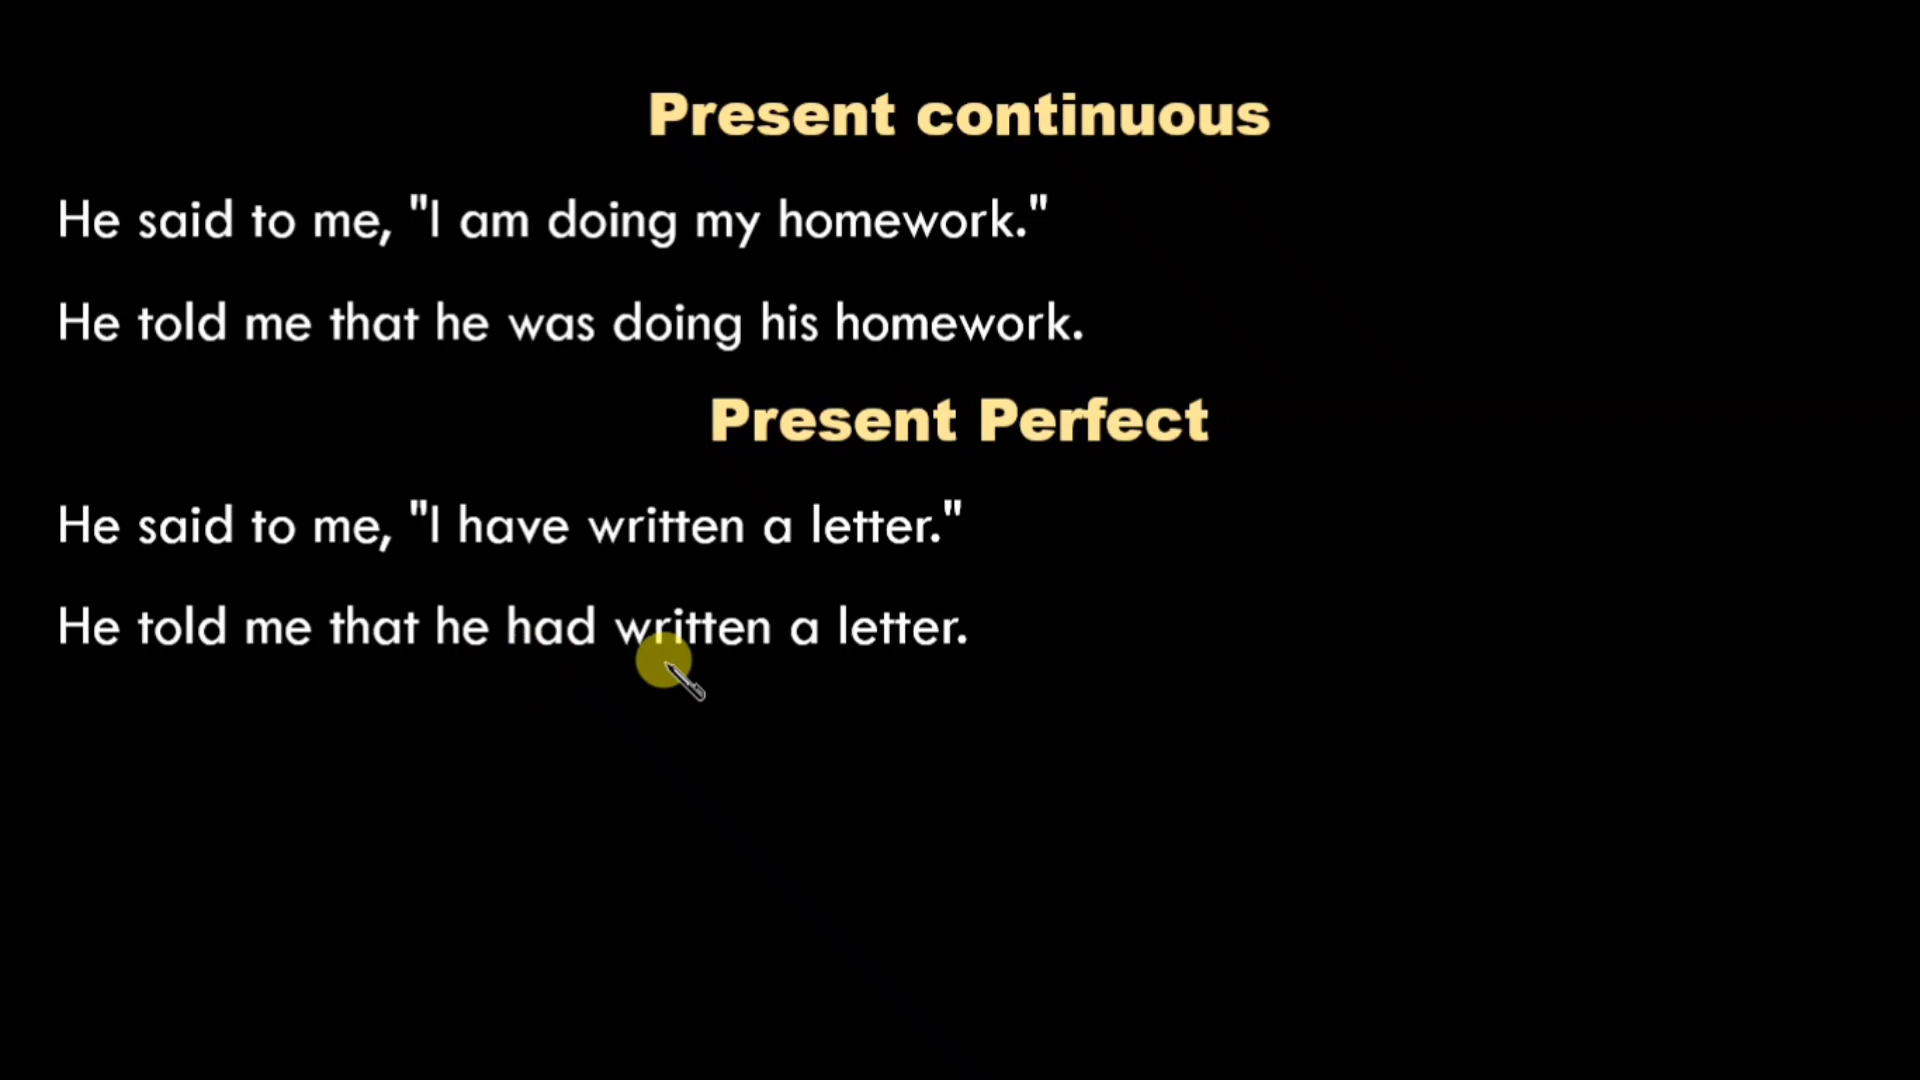 Present continuous
He said to me, "I am doing my homework."
He told me that he was doing his homework.
Present Perfect
He said to me, "I have written a letter."
He told me that he had written a letter.